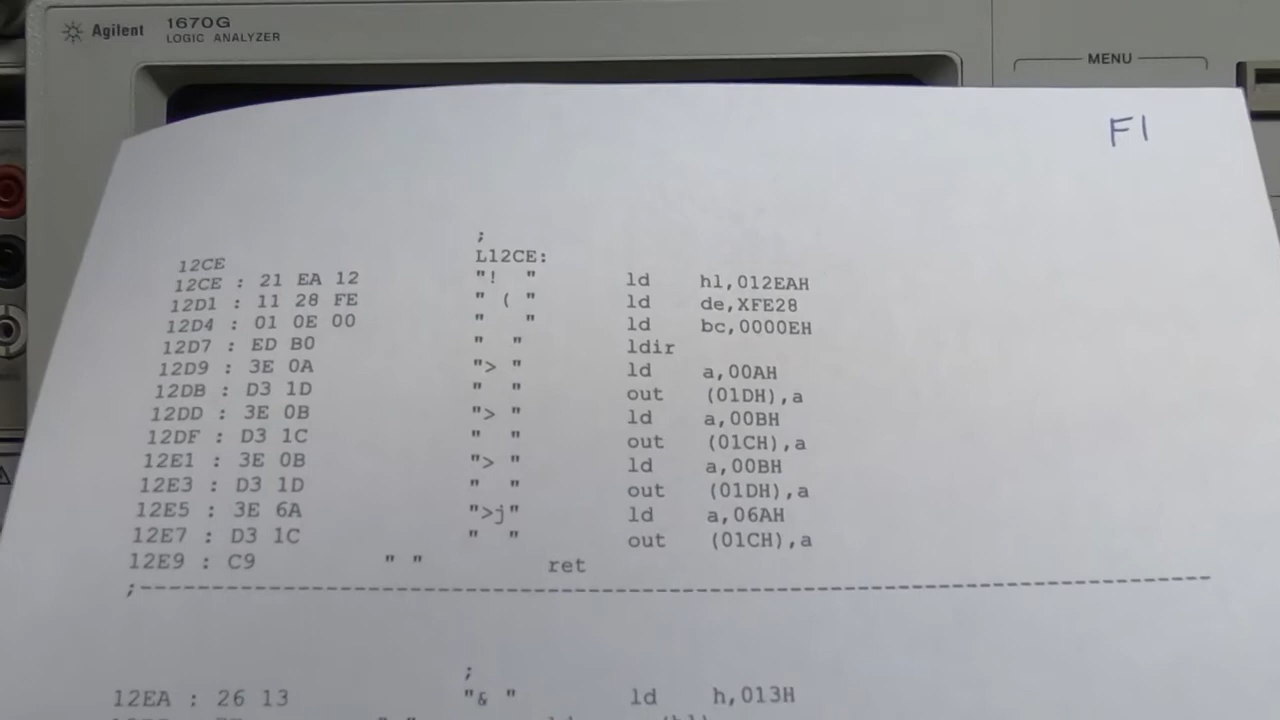 Agilent 1670G
LOGIC ANALYZER
MENU
F1
;
12CE L12CE:
12CE : 21 EA 12 "! " ld hl,012EAH
12D1 : 11 28 FE " ( " ld de,XFE28
12D4 : 01 0E 00 " " ld bc,0000EH
12D7 : ED B0 " " ldir
12D9 : 3E 0A "> " ld a,00AH
12DB : D3 1D " " out (01DH),a
12DD : 3E 0B "> " ld a,00BH
12DF : D3 1C " " out (01CH),a
12E1 : 3E 0B "> " ld a,00BH
12E3 : D3 1D " " out (01DH),a
12E5 : 3E 6A ">j" ld a,06AH
12E7 : D3 1C " " out (01CH),a
12E9 : C9 " " ret
;--------------------------------------------------------------
;
12EA : 26 13 "& " ld h,013H